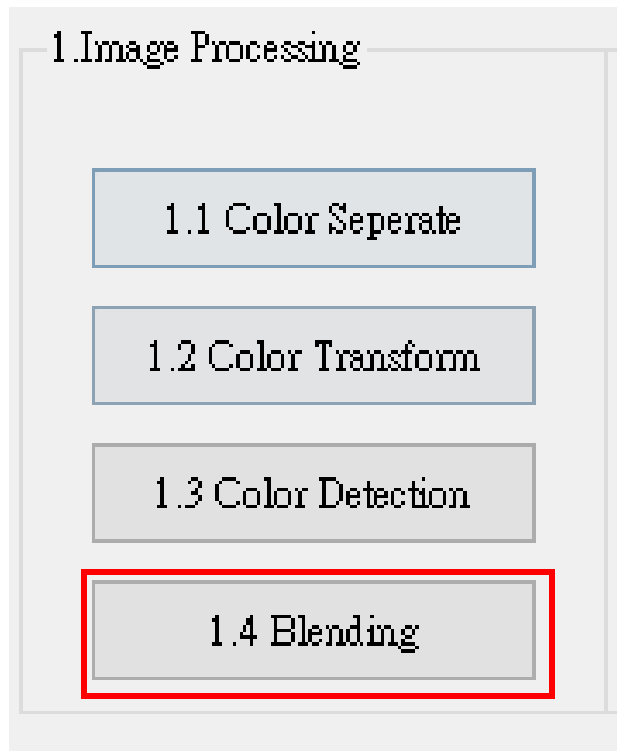 1.Image Processing
1.1 Color Seperate
1.2 Color Transform
1.3 Color Detection
1.4 Blending